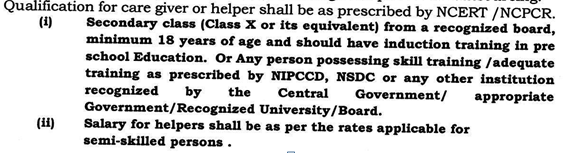 Qualification for care giver or helper shall be as prescribed by NCERT /NCPCR.
(i) Secondary class (Class X or its equivalent) from a recognized board,
minimum 18 years of age and should have induction training in pre
school Education. Or Any person possessing skill training /adequate
training as prescribed by NIPCCD, NSDC or any other institution
recognized by the Central Government/ appropriate
Government/Recognized University/Board.
(ii) Salary for helpers shall be as per the rates applicable for
semi-skilled persons .